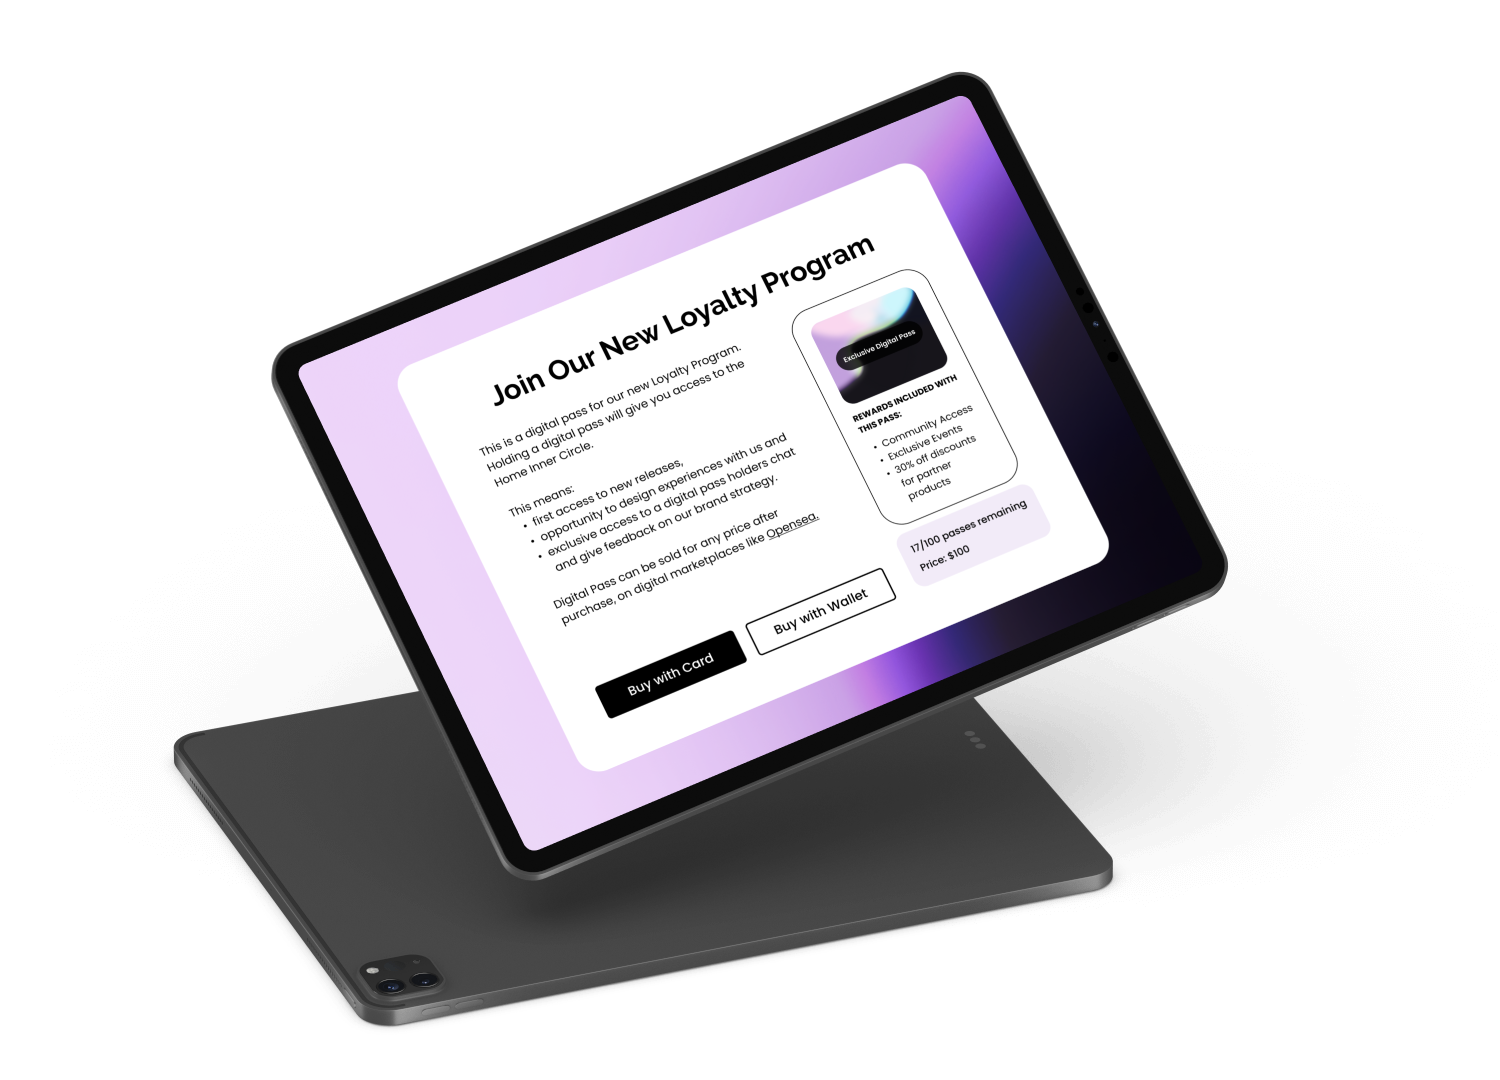 Join Our New Loyalty Program
This is a digital pass for our new Loyalty Program.
Holding a digital pass will give you access to the
Home Inner Circle.
This means:
• first access to new releases,
• opportunity to design experiences with us and
• exclusive access to a digital pass holders chat
and give feedback on our brand strategy.
Digital Pass can be sold for any price after
purchase, on digital marketplaces like Opensea.
Buy with Card
Buy with Wallet
Exclusive Digital Pass
REWARDS INCLUDED WITH
THIS PASS:
• Community Access
• Exclusive Events
• 30% off discounts
for partner
products
17/100 passes remaining
Price: $100